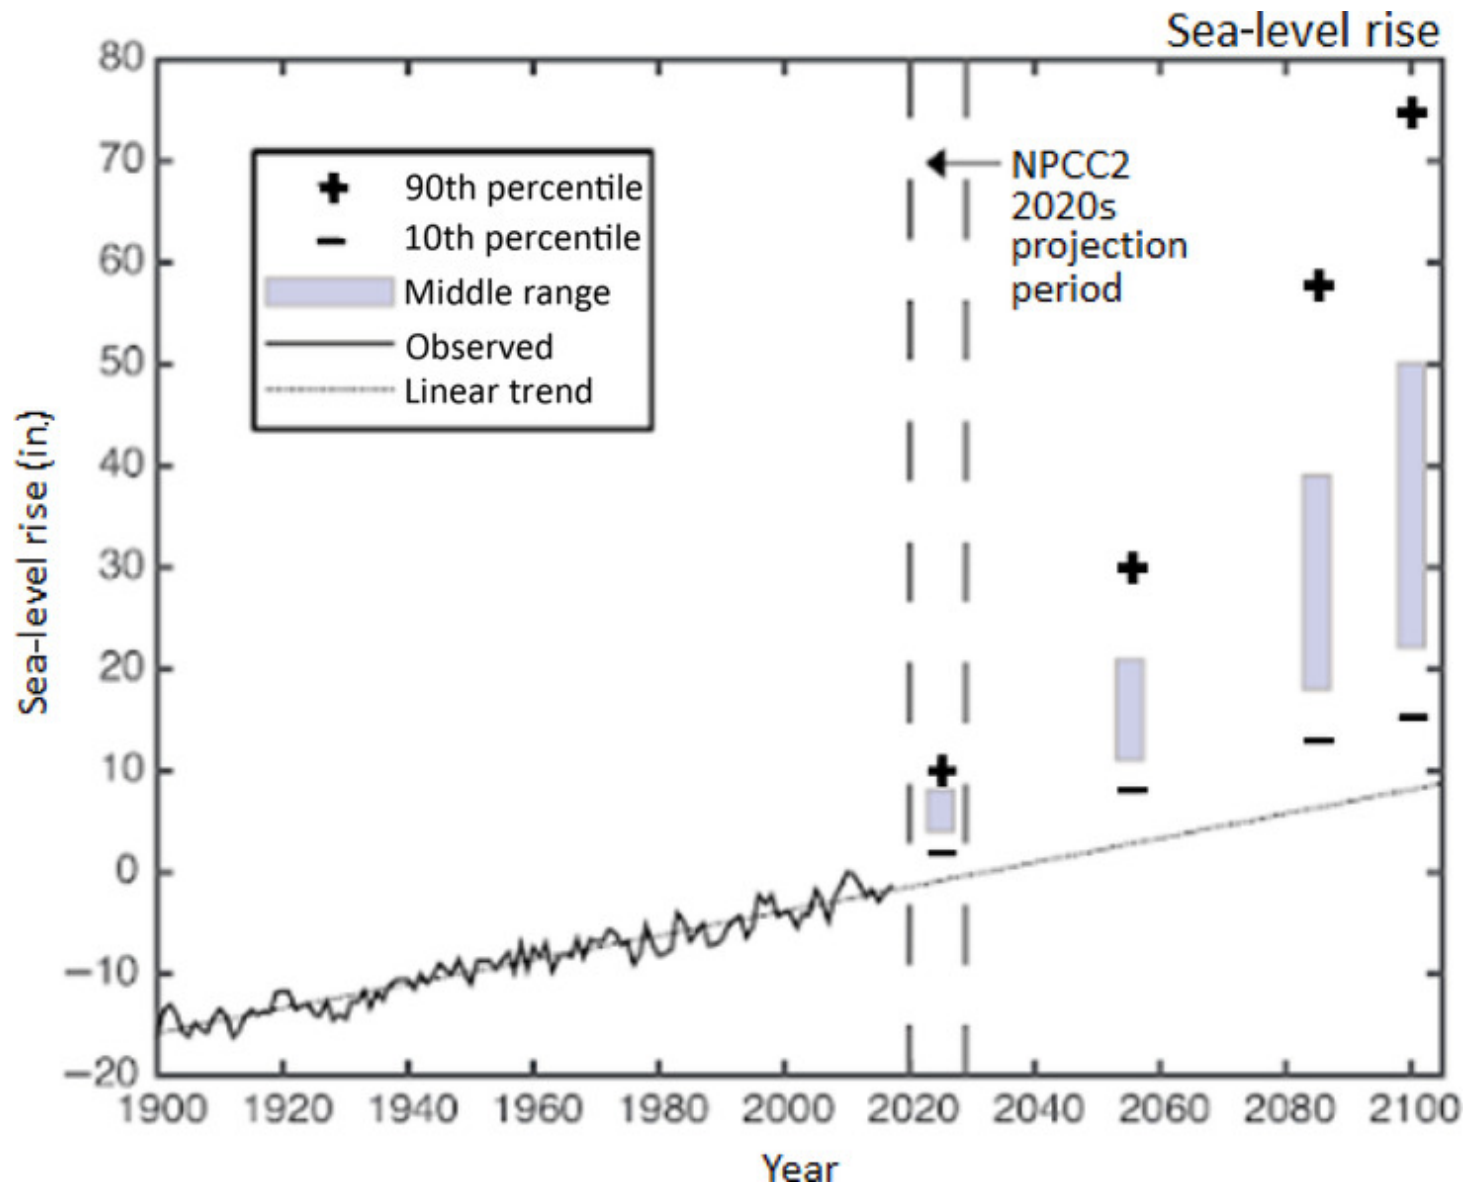 Sea-level rise
80
70
60
50
40
30
20
10
0
−10
−20
Sea-level rise (in.)
90th percentile
10th percentile
Middle range
Observed
Linear trend
NPCC2
2020s
projection
period
1900 1920 1940 1960 1980 2000 2020 2040 2060 2080 2100
Year